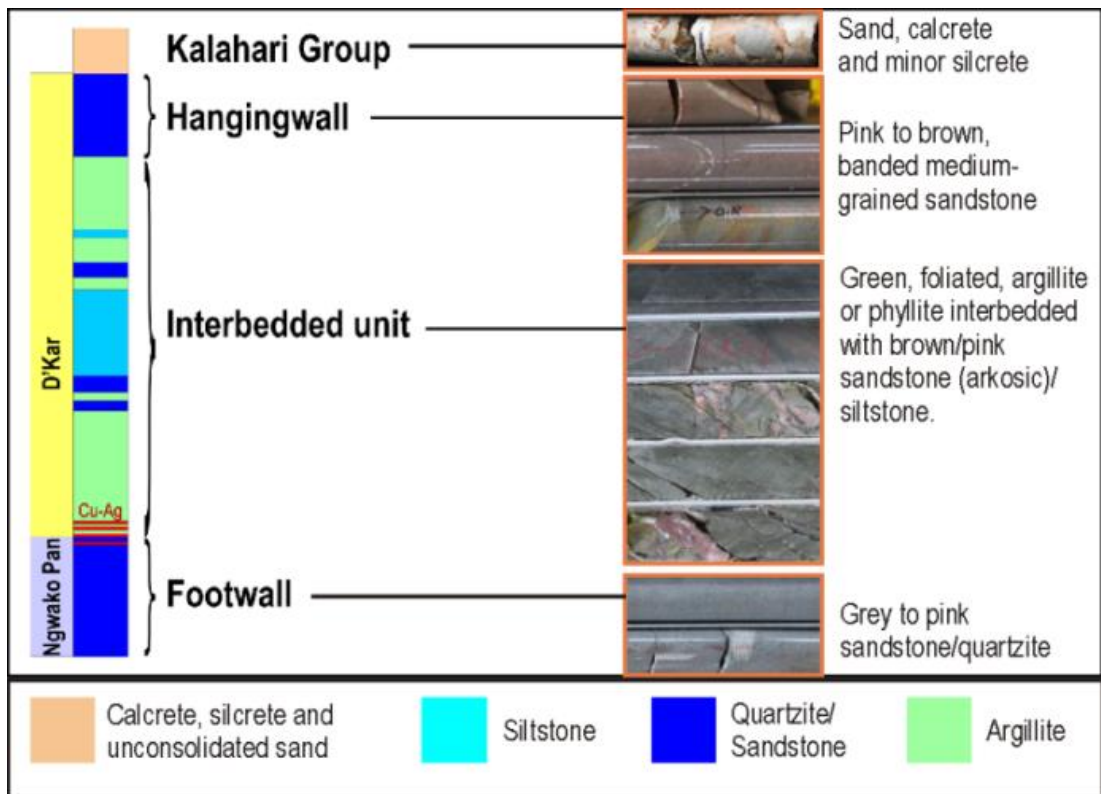 Kalahari Group
Sand, calcrete
and minor silcrete
Hangingwall
Pink to brown,
banded medium-
grained sandstone
D'Kar
Interbedded unit
Green, foliated, argillite
or phyllite interbedded
with brown/pink
sandstone (arkosic)/
siltstone.
Cu-Ag
Ngwako Pan
Footwall
Grey to pink
sandstone/quartzite
Calcrete, silcrete and
unconsolidated sand
Siltstone
Quartzite/
Sandstone
Argillite